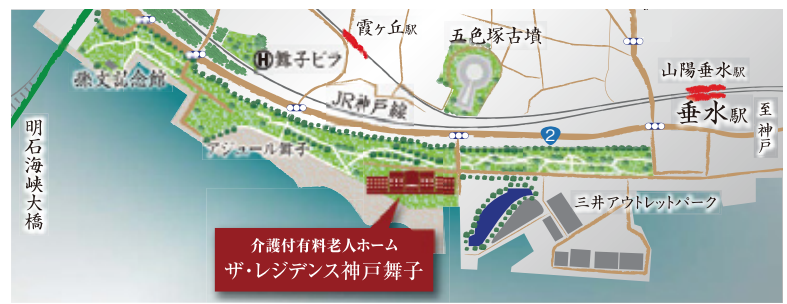 霞ヶ丘駅
五色塚古墳
H舞子ビラ
孫文記念館
山陽垂水駅
JR神戸線
垂水駅
至神戸
明石海峡大橋
2
アジュール舞子
三井アウトレットパーク
介護付有料老人ホーム
ザ・レジデンス神戸舞子